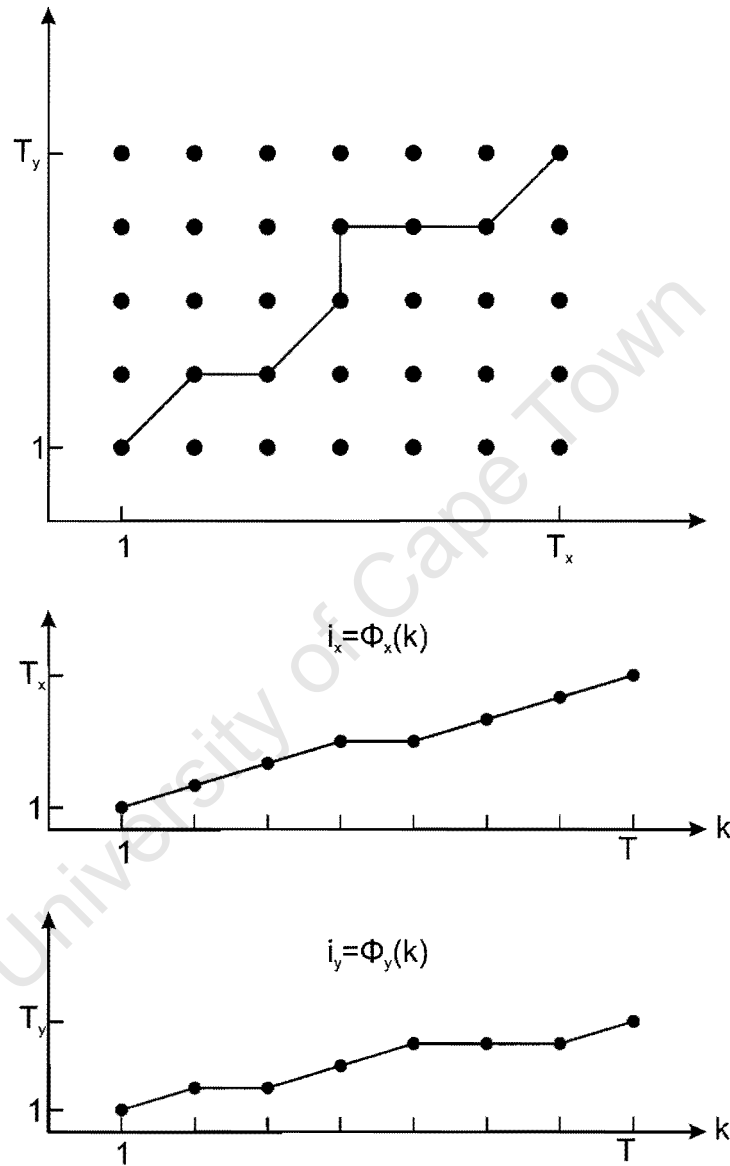 T_y
1
1 T_x
i_x=Φ_x(k)
T_x
1
1 T k
i_y=Φ_y(k)
T_y
1
1 T k
University of Cape Town